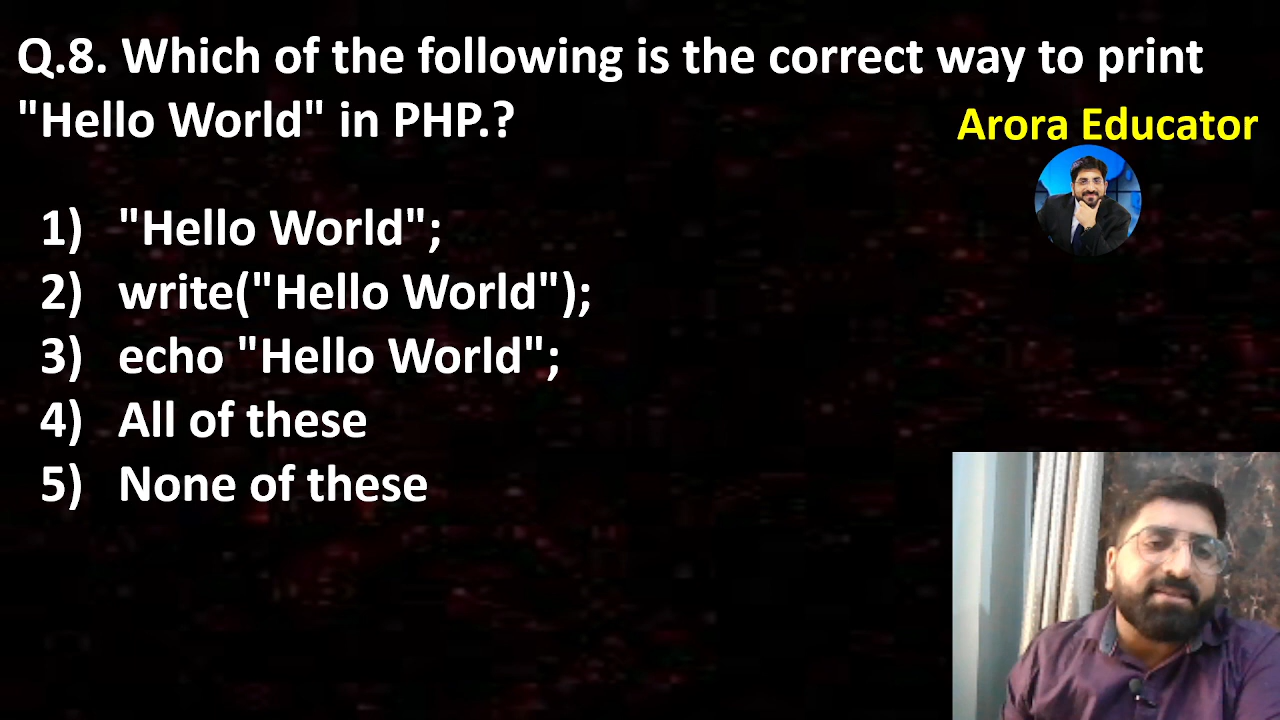 Q.8. Which of the following is the correct way to print
"Hello World" in PHP.?
Arora Educator
1) "Hello World";
2) write("Hello World");
3) echo "Hello World";
4) All of these
5) None of these